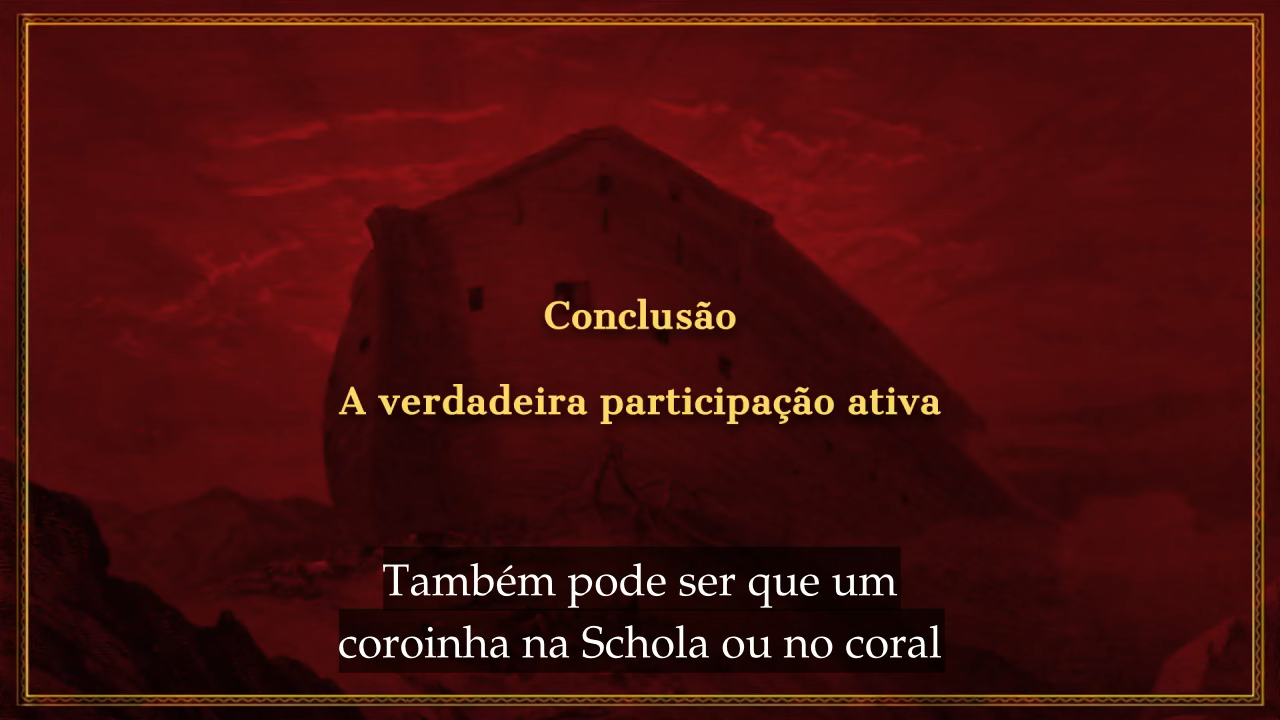 Conclusão
A verdadeira participação ativa
Também pode ser que um
coroinha na Schola ou no coral